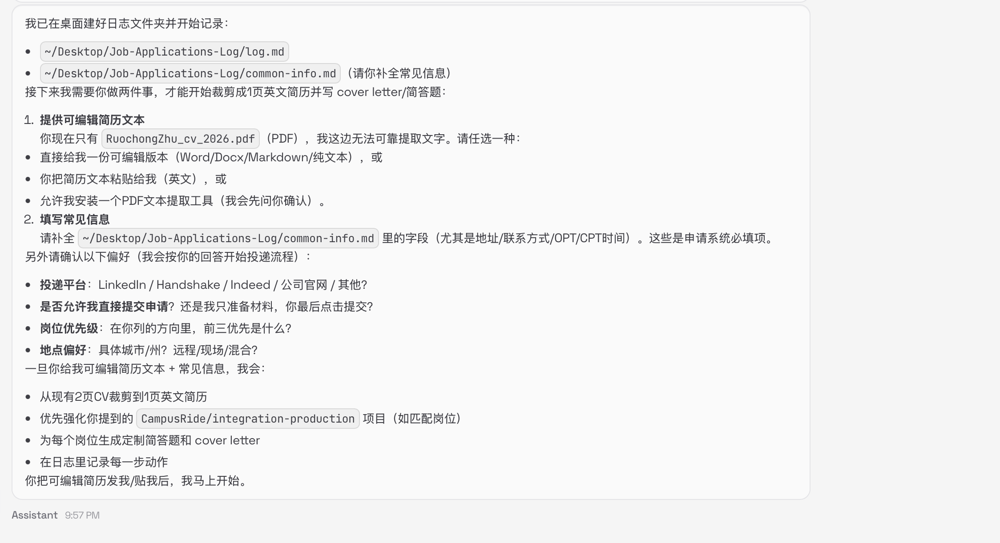 我已在桌面建好日志文件夹并开始记录：
• ~/Desktop/Job-Applications-Log/log.md
• ~/Desktop/Job-Applications-Log/common-info.md （请你补全常见信息）
接下来我需要你做两件事，才能开始裁剪成1页英文简历并写 cover letter/简答题：
1. 提供可编辑简历文本
你现在只有 RuochongZhu_cv_2026.pdf （PDF），我这边无法可靠提取文字。请任选一种：
• 直接给我一份可编辑版本（Word/Docx/Markdown/纯文本），或
• 你把简历文本粘贴给我（英文），或
• 允许我安装一个PDF文本提取工具（我会先问你确认）。
2. 填写常见信息
请补全 ~/Desktop/Job-Applications-Log/common-info.md 里的字段（尤其是地址/联系方式/OPT/CPT时间）。这些是申请系统必填项。
另外请确认以下偏好（我会按你的回答开始投递流程）：
• 投递平台：LinkedIn / Handshake / Indeed / 公司官网 / 其他？
• 是否允许我直接提交申请？还是我只准备材料，你最后点击提交？
• 岗位优先级：在你列的方向里，前三优先是什么？
• 地点偏好：具体城市/州？远程/现场/混合？
一旦你给我可编辑简历文本 + 常见信息，我会：
• 从现有2页CV裁剪到1页英文简历
• 优先强化你提到的 CampusRide/integration-production 项目（如匹配岗位）
• 为每个岗位生成定制简答题和 cover letter
• 在日志里记录每一步动作
你把可编辑简历发我/贴我后，我马上开始。
Assistant 9:57 PM